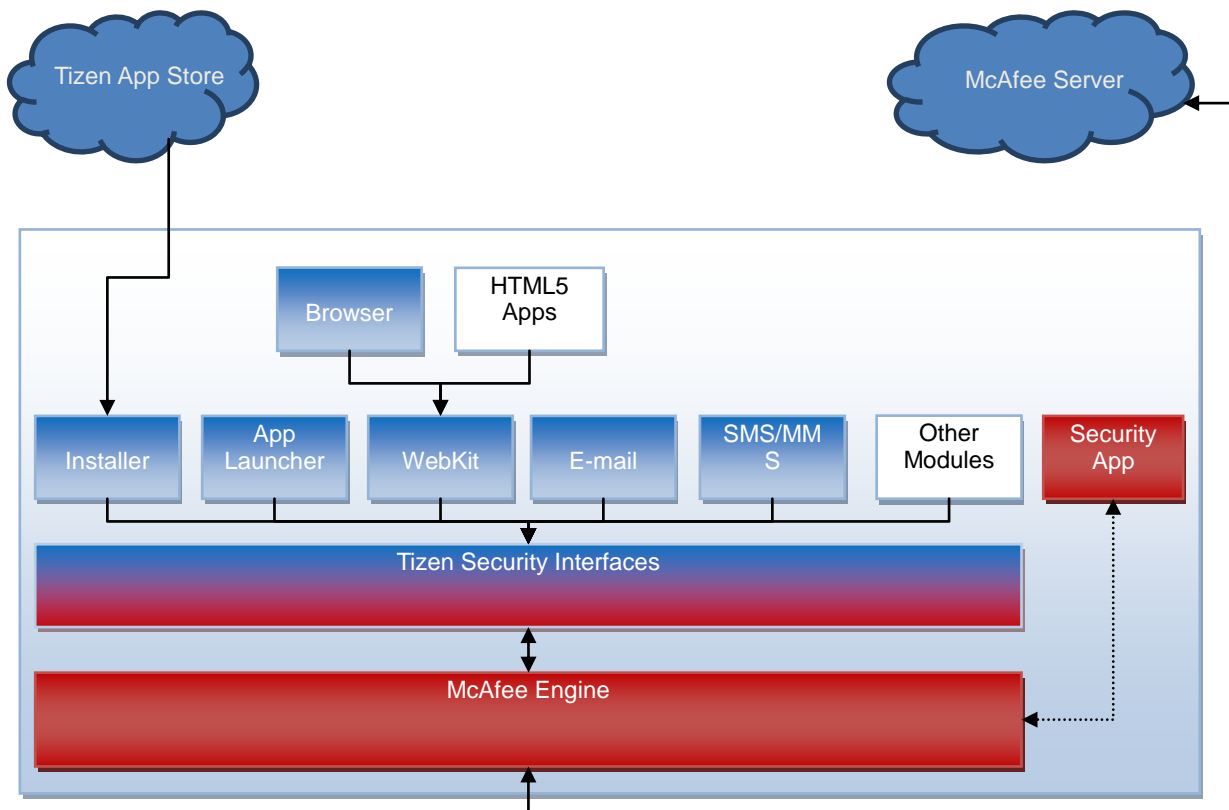 Tizen App Store
McAfee Server
Browser
HTML5
Apps
Installer
App
Launcher
WebKit
E-mail
SMS/MM
S
Other
Modules
Security
App
Tizen Security Interfaces
McAfee Engine